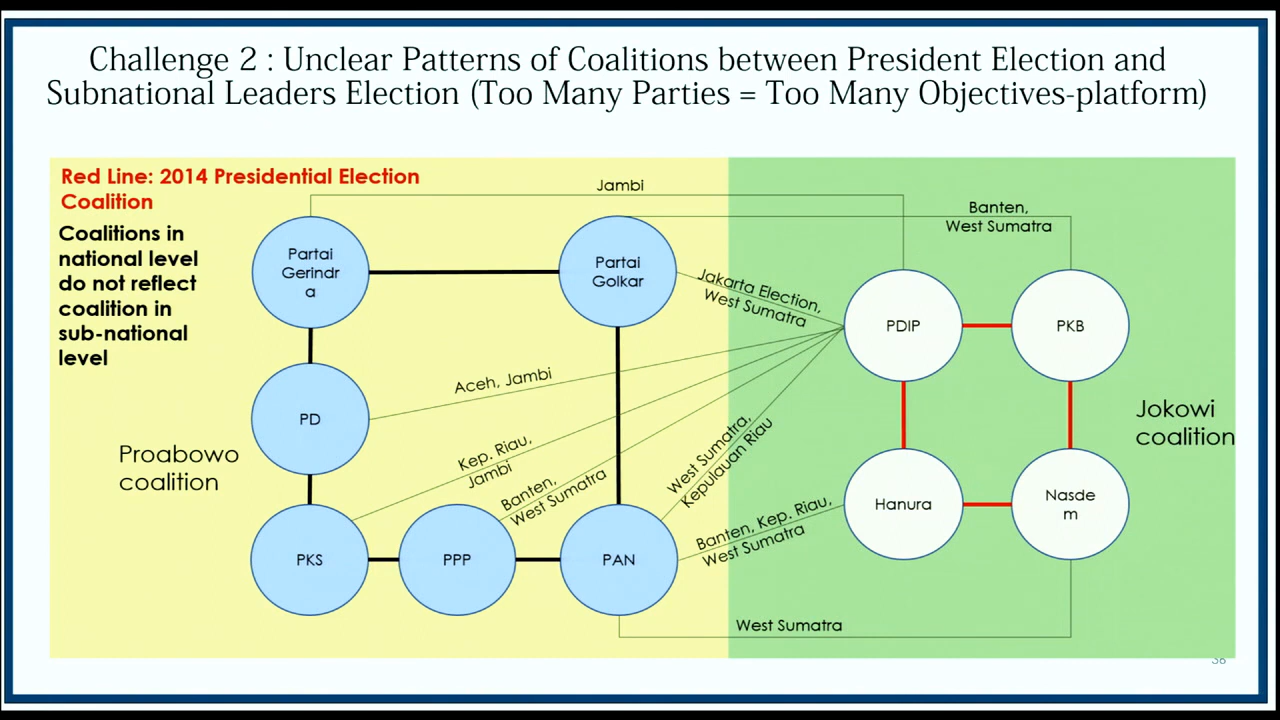 Challenge 2 : Unclear Patterns of Coalitions between President Election and
Subnational Leaders Election (Too Many Parties = Too Many Objectives-platform)
Red Line: 2014 Presidential Election
Coalition
Coalitions in
national level
do not reflect
coalition in
sub-national
level
Jambi
Banten,
West Sumatra
Partai
Gerindr
a
Partai
Golkar
Jakarta Election,
West Sumatra
PDIP
PKB
Aceh, Jambi
PD
Proabowo
coalition
Jokowi
coalition
Kep. Riau,
Jambi
Banten,
West Sumatra
West Sumatra,
Kepulauan Riau
Banten, Kep. Riau,
West Sumatra
Hanura
Nasde
m
PKS
PPP
PAN
West Sumatra